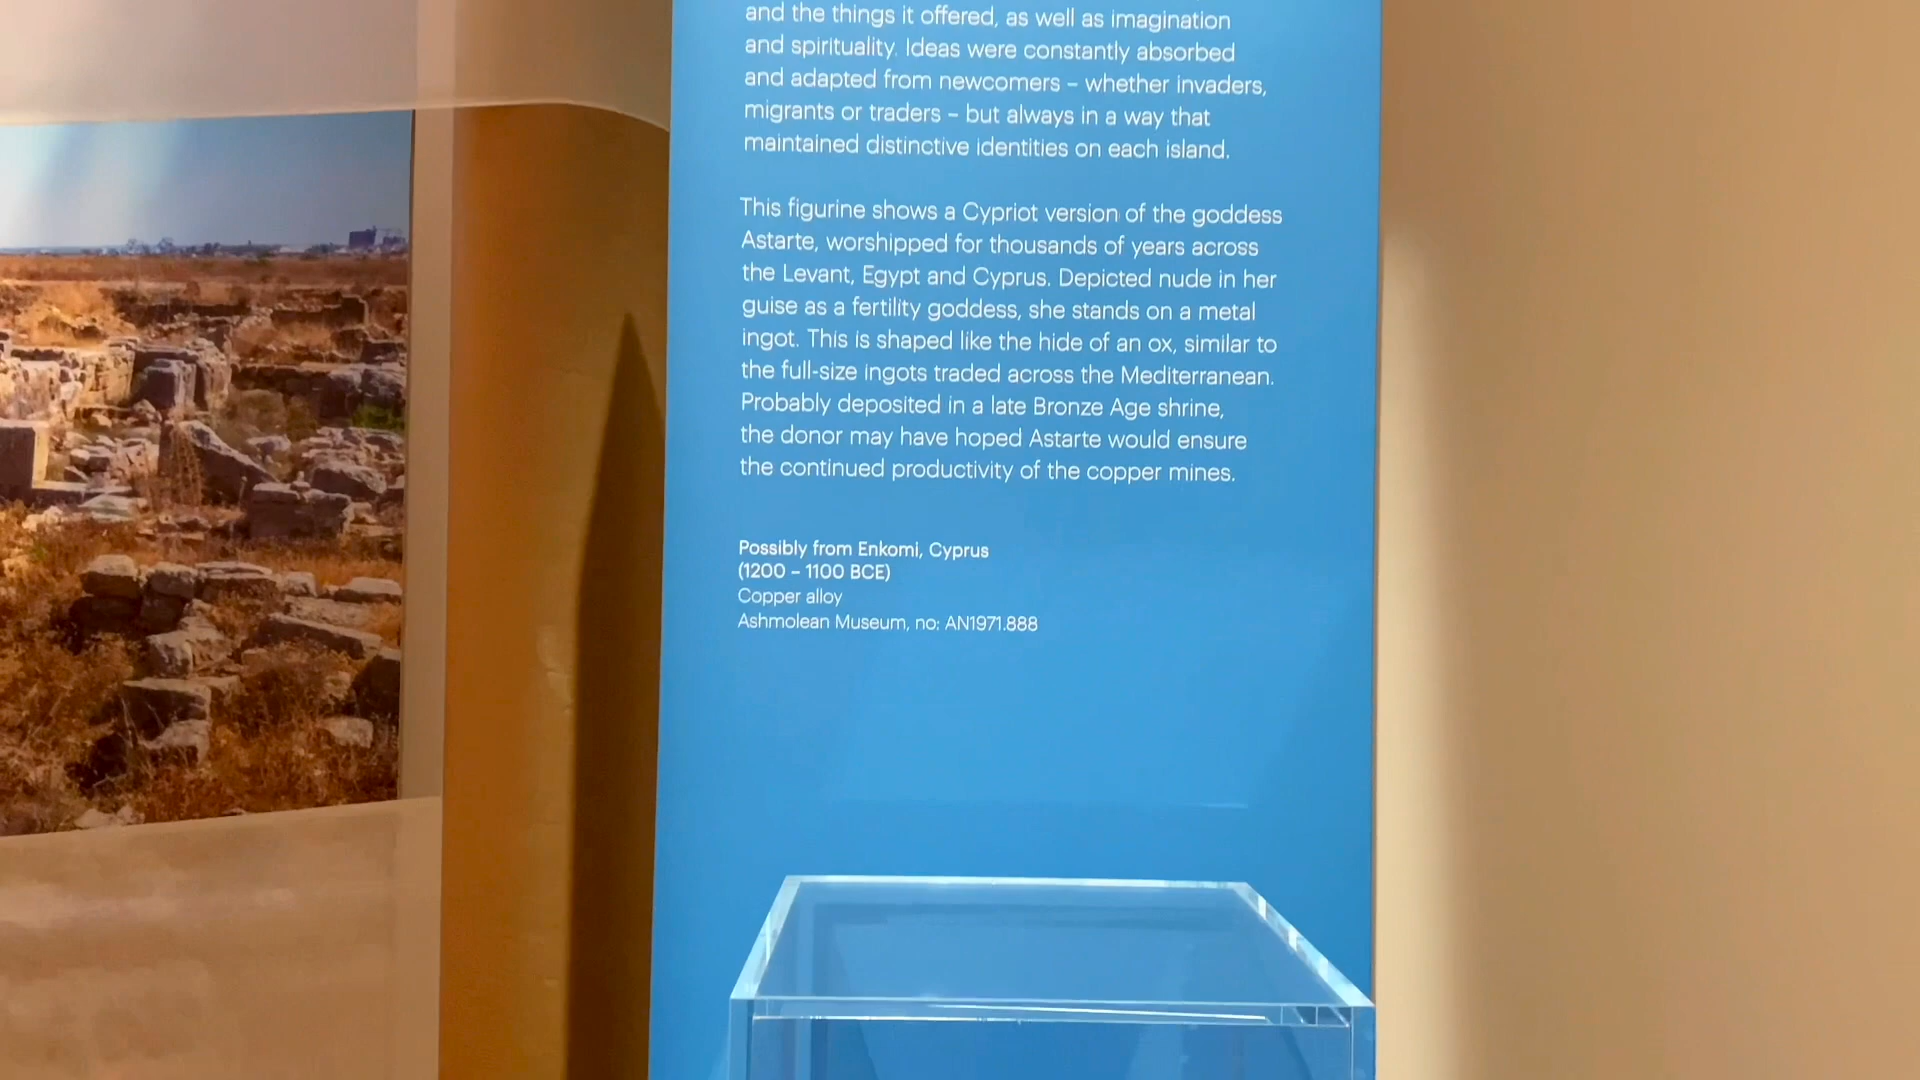 and the things it offered, as well as imagination
and spirituality. Ideas were constantly absorbed
and adapted from newcomers – whether invaders,
migrants or traders – but always in a way that
maintained distinctive identities on each island.
This figurine shows a Cypriot version of the goddess
Astarte, worshipped for thousands of years across
the Levant, Egypt and Cyprus. Depicted nude in her
guise as a fertility goddess, she stands on a metal
ingot. This is shaped like the hide of an ox, similar to
the full-size ingots traded across the Mediterranean.
Probably deposited in a late Bronze Age shrine,
the donor may have hoped Astarte would ensure
the continued productivity of the copper mines.
Possibly from Enkomi, Cyprus
(1200 – 1100 BCE)
Copper alloy
Ashmolean Museum, no: AN1971.888